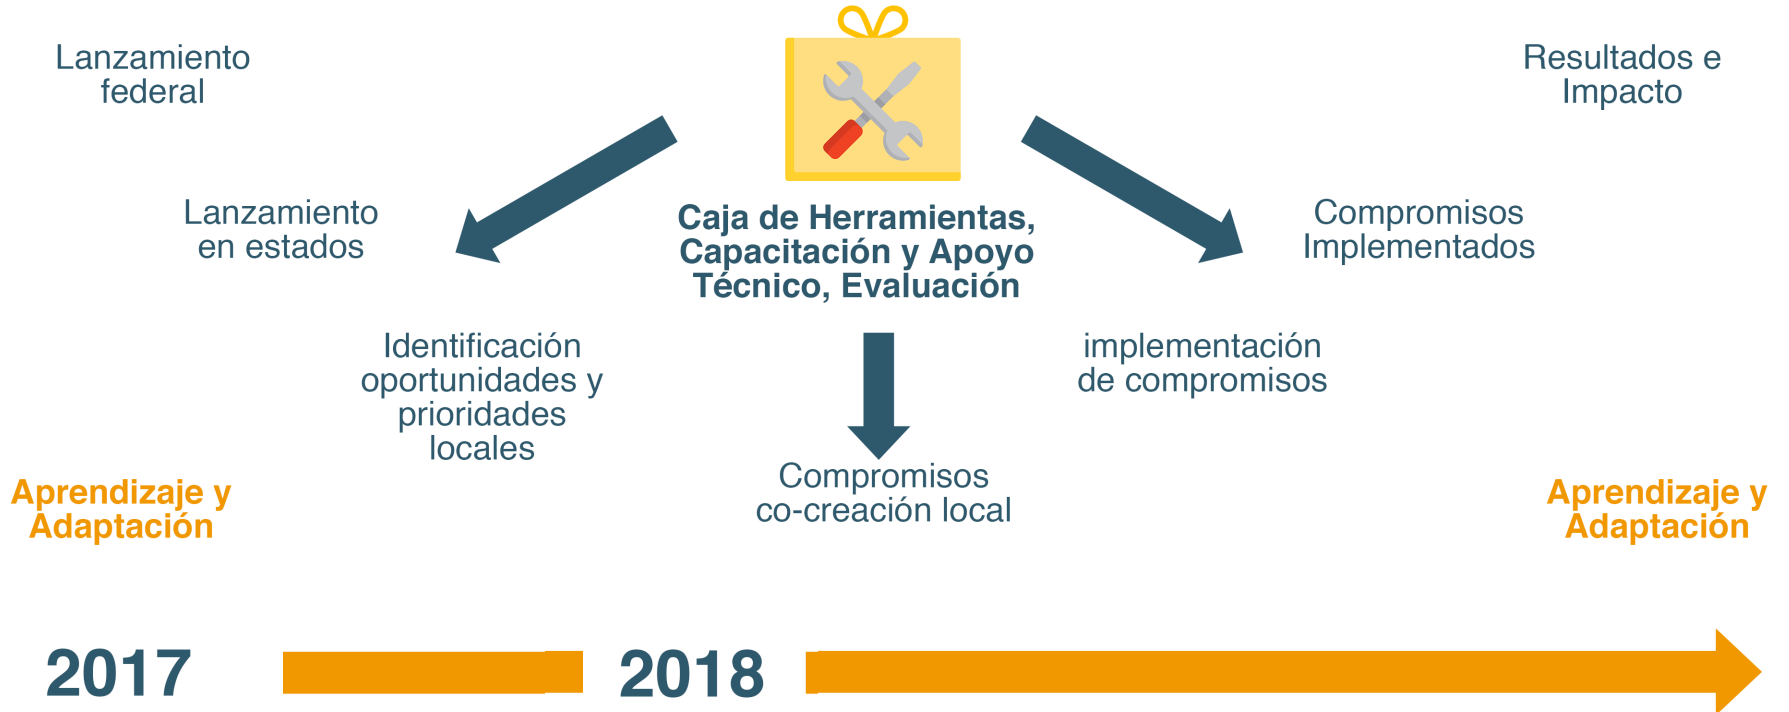 Lanzamiento
federal
Resultados e
Impacto
Lanzamiento
en estados
Caja de Herramientas,
Capacitación y Apoyo
Técnico, Evaluación
Compromisos
Implementados
Identificación
oportunidades y
prioridades
locales
implementación
de compromisos
Compromisos
co-creación local
Aprendizaje y
Adaptación
Aprendizaje y
Adaptación
2017
2018